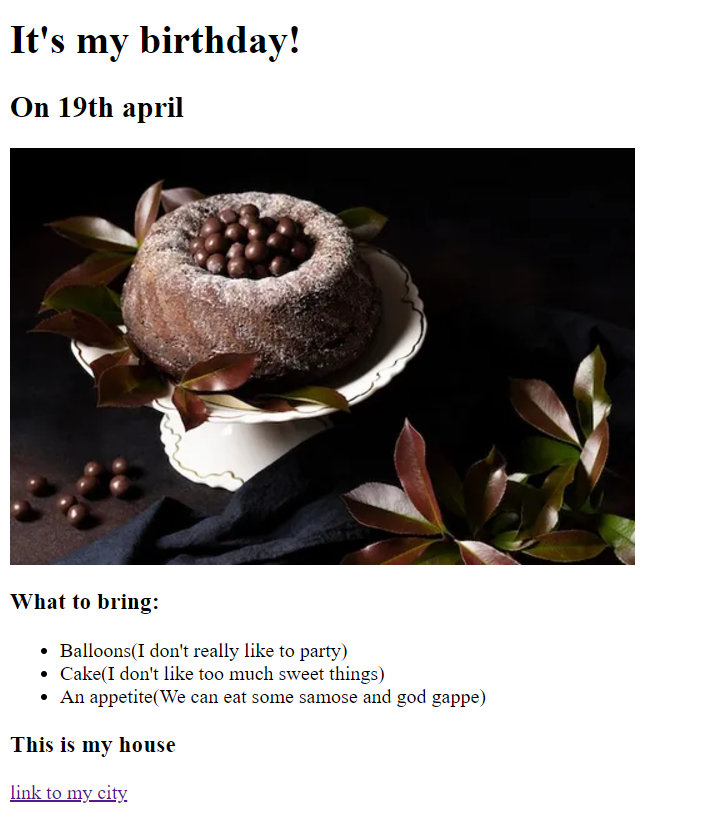 It's my birthday!
On 19th april
What to bring:
Balloons(I don't really like to party)
Cake(I don't like too much sweet things)
An appetite(We can eat some samose and god gappe)
This is my house
link to my city